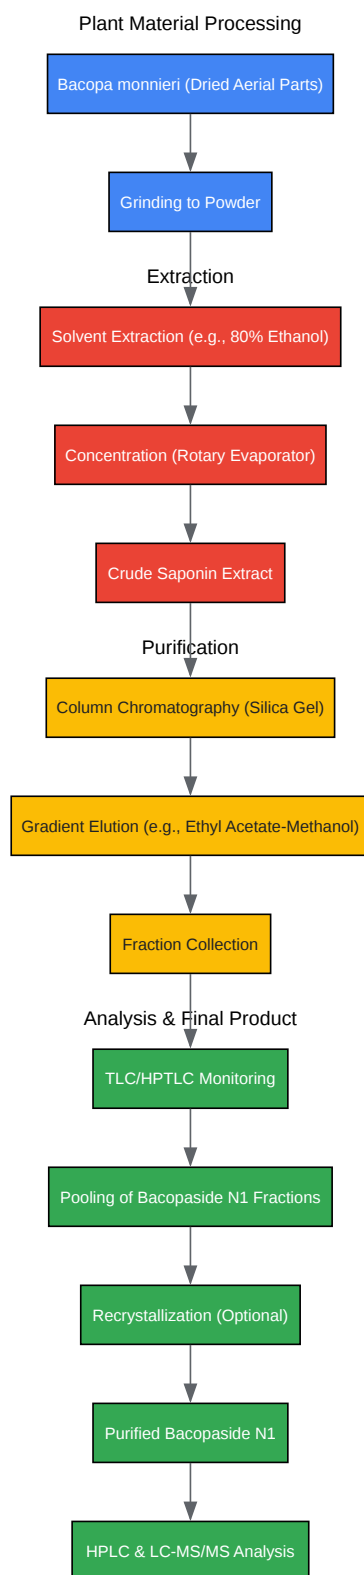 Plant Material Processing
Bacopa monnieri (Dried Aerial Parts)
Grinding to Powder
Extraction
Solvent Extraction (e.g., 80% Ethanol)
Concentration (Rotary Evaporator)
Crude Saponin Extract
Purification
Column Chromatography (Silica Gel)
Gradient Elution (e.g., Ethyl Acetate-Methanol)
Fraction Collection
Analysis & Final Product
TLC/HPTLC Monitoring
Pooling of Bacopaside N1 Fractions
Recrystallization (Optional)
Purified Bacopaside N1
HPLC & LC-MS/MS Analysis